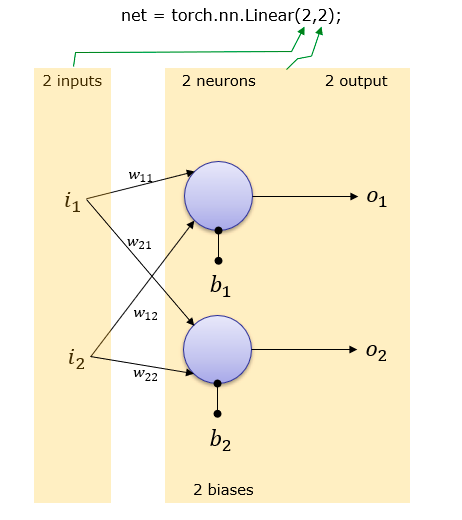 net = torch.nn.Linear(2,2);
2 inputs
2 neurons
2 output
w₁₁
i₁
o₁
w₂₁
b₁
w₁₂
i₂
o₂
w₂₂
b₂
2 biases